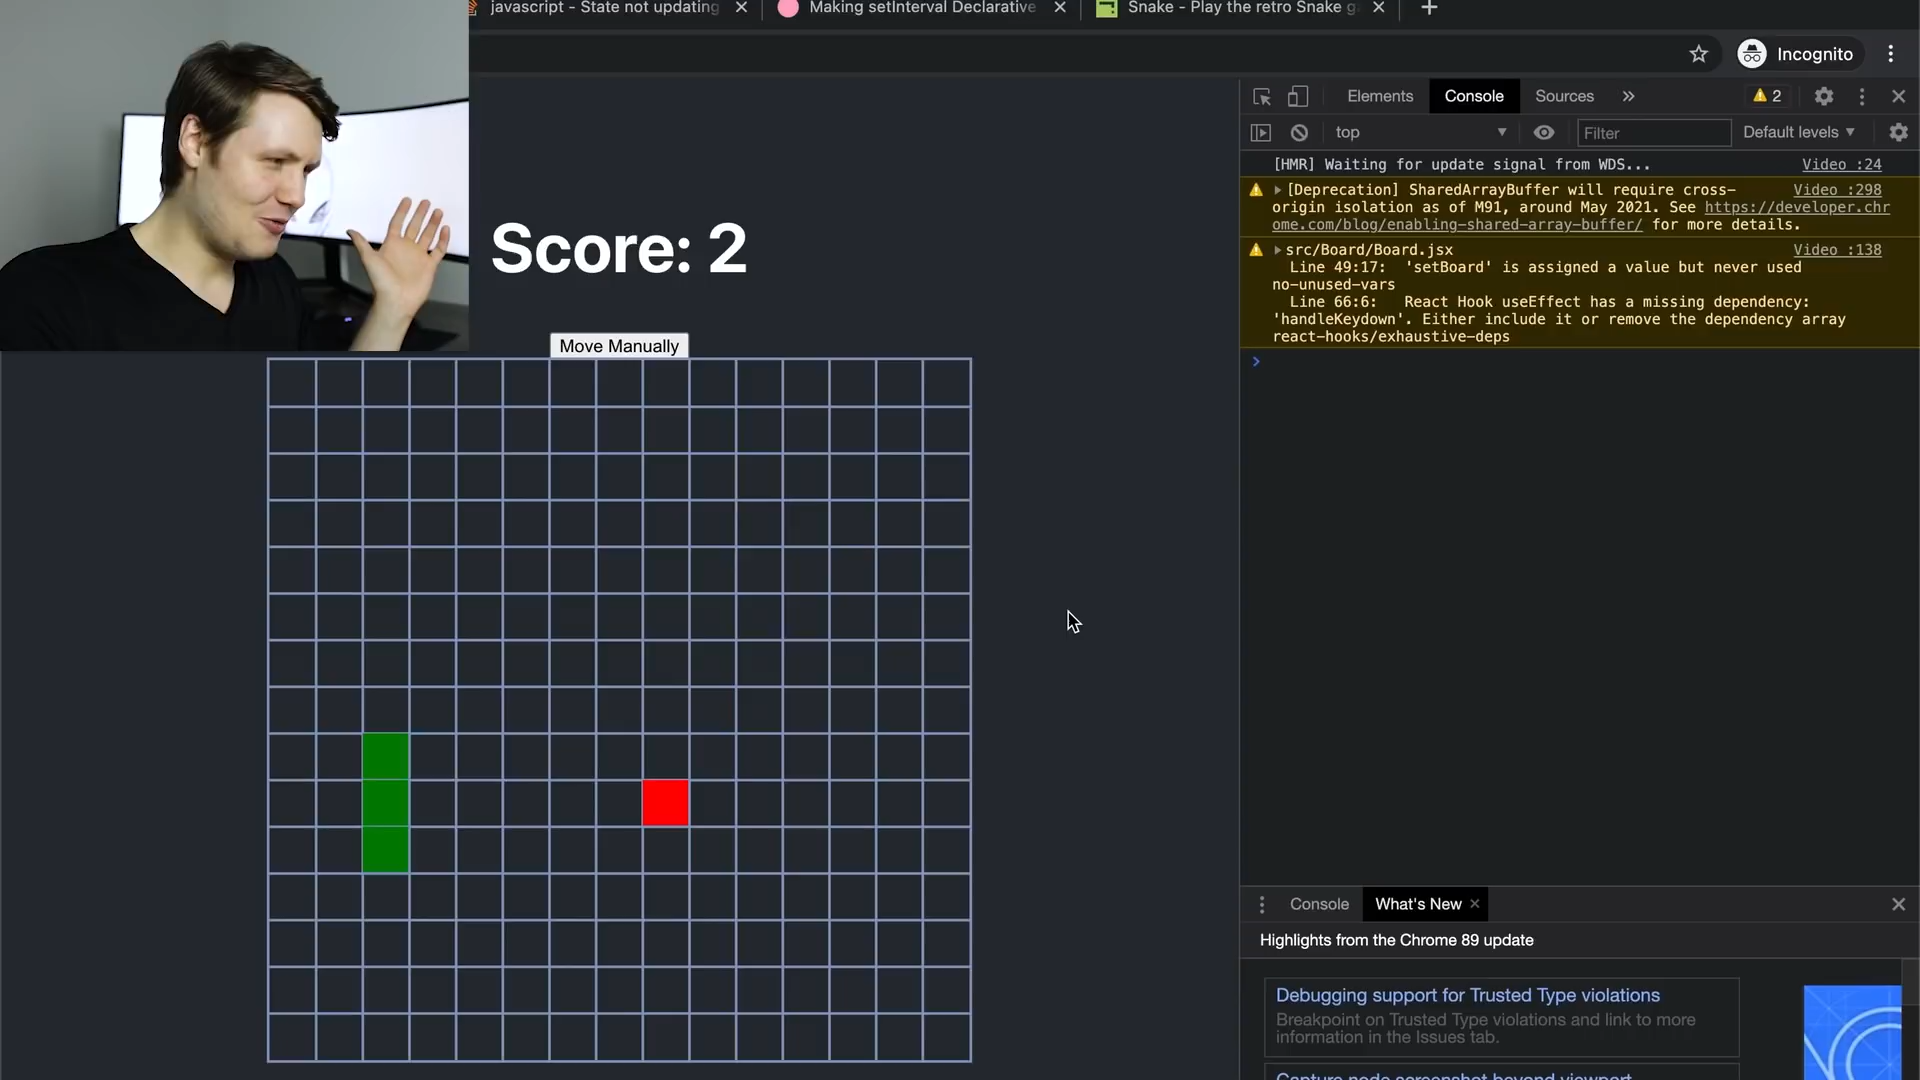 javascript - State not updating
Making setInterval Declarative
Snake - Play the retro Snake g
Incognito
Elements
Console
Sources
2
top
Filter
Default levels
[HMR] Waiting for update signal from WDS...
Video :24
[Deprecation] SharedArrayBuffer will require cross-
Video :298
origin isolation as of M91, around May 2021. See https://developer.chr
ome.com/blog/enabling-shared-array-buffer/ for more details.
src/Board/Board.jsx
Video :138
Line 49:17: 'setBoard' is assigned a value but never used
no-unused-vars
Line 66:6: React Hook useEffect has a missing dependency:
'handleKeydown'. Either include it or remove the dependency array
react-hooks/exhaustive-deps
Score: 2
Move Manually
Console
What's New
Highlights from the Chrome 89 update
Debugging support for Trusted Type violations
Breakpoint on Trusted Type violations and link to more
information in the Issues tab.
Capture node screenshot beyond viewport